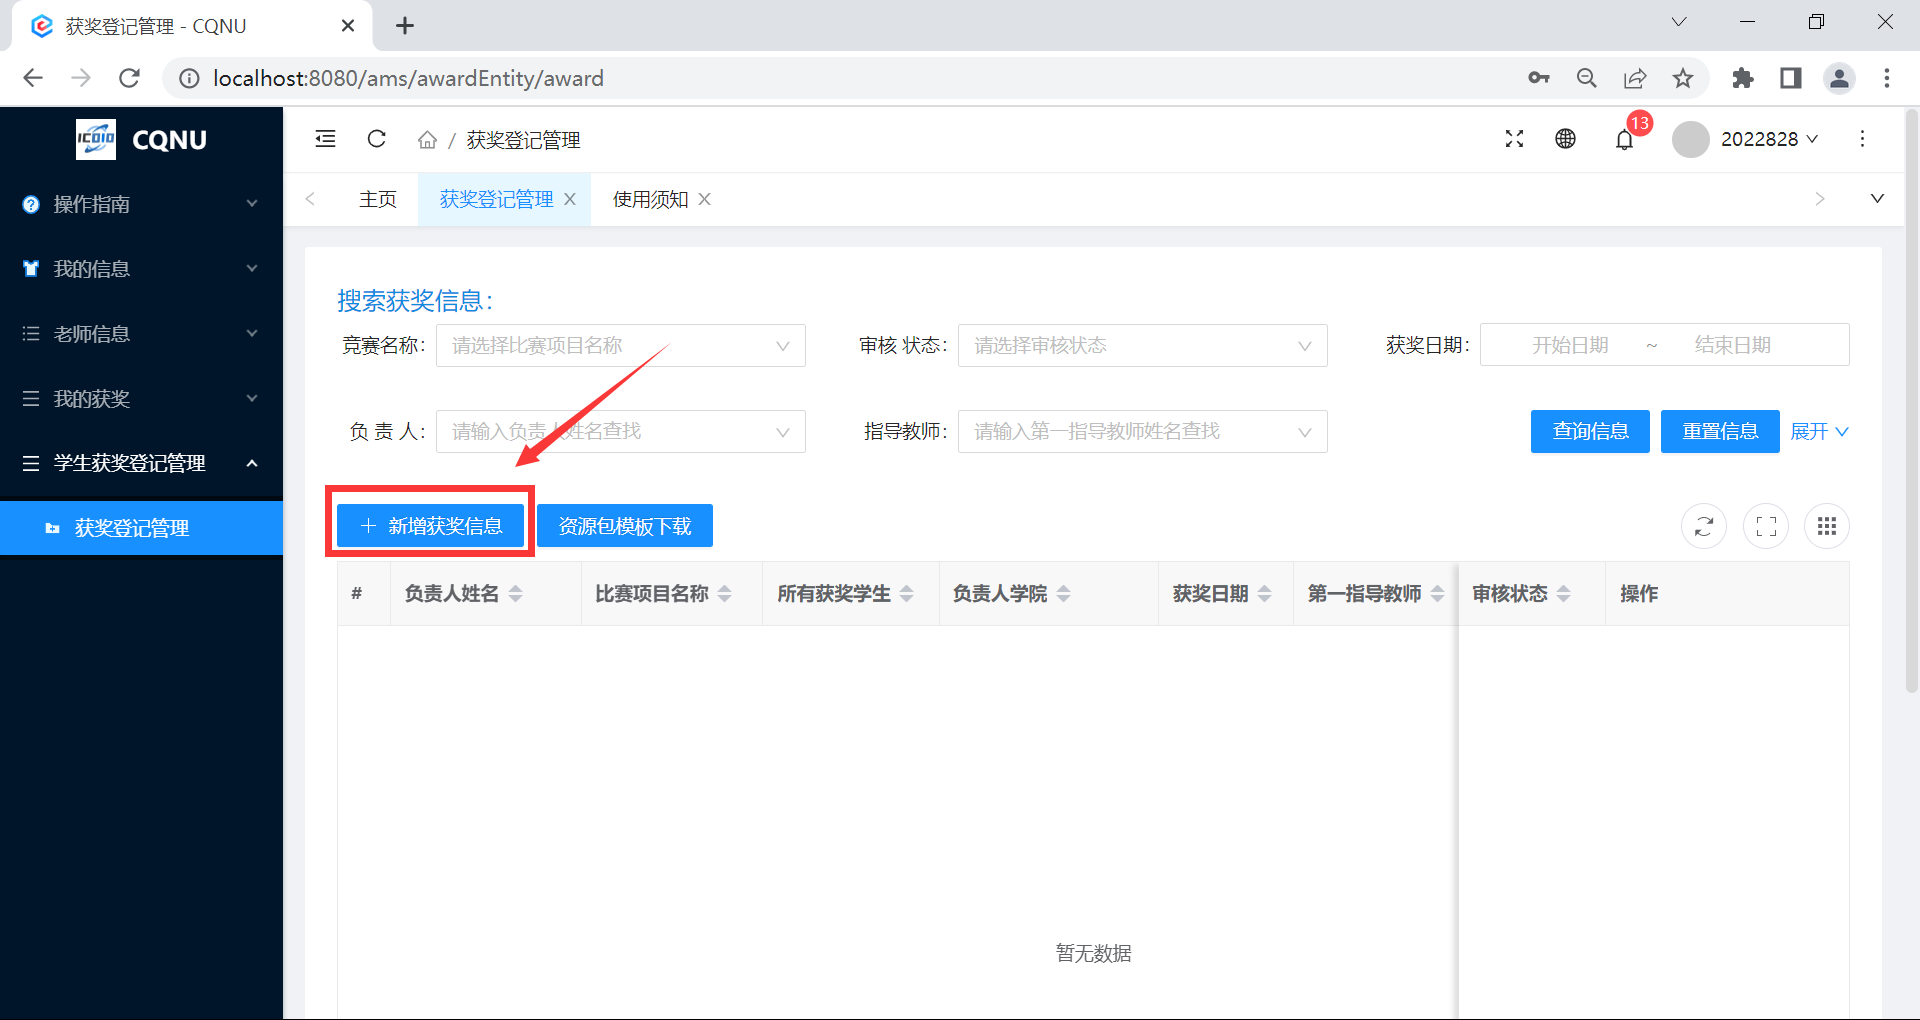 获奖登记管理 - CQNU
localhost:8080/ams/awardEntity/award
CQNU
/ 获奖登记管理
13
2022828
操作指南
我的信息
老师信息
我的获奖
学生获奖登记管理
获奖登记管理
主页 获奖登记管理 使用须知
搜索获奖信息：
竞赛名称： 请选择比赛项目名称 审核 状态： 请选择审核状态 获奖日期： 开始日期 ~ 结束日期
负 责 人： 请输入负责人姓名查找 指导教师： 请输入第一指导教师姓名查找 查询信息 重置信息 展开
新增获奖信息 资源包模板下载
# 负责人姓名 比赛项目名称 所有获奖学生 负责人学院 获奖日期 第一指导教师 审核状态 操作
暂无数据